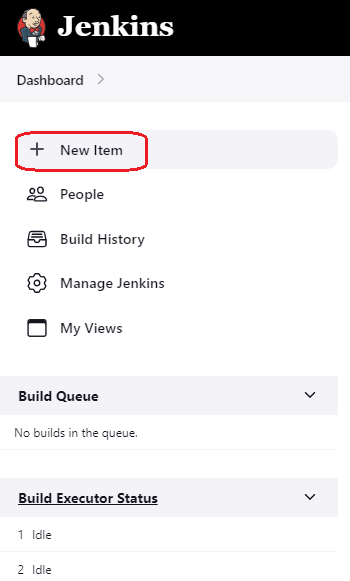 Jenkins
Dashboard
New Item
People
Build History
Manage Jenkins
My Views
Build Queue
No builds in the queue.
Build Executor Status
1 Idle
2 Idle